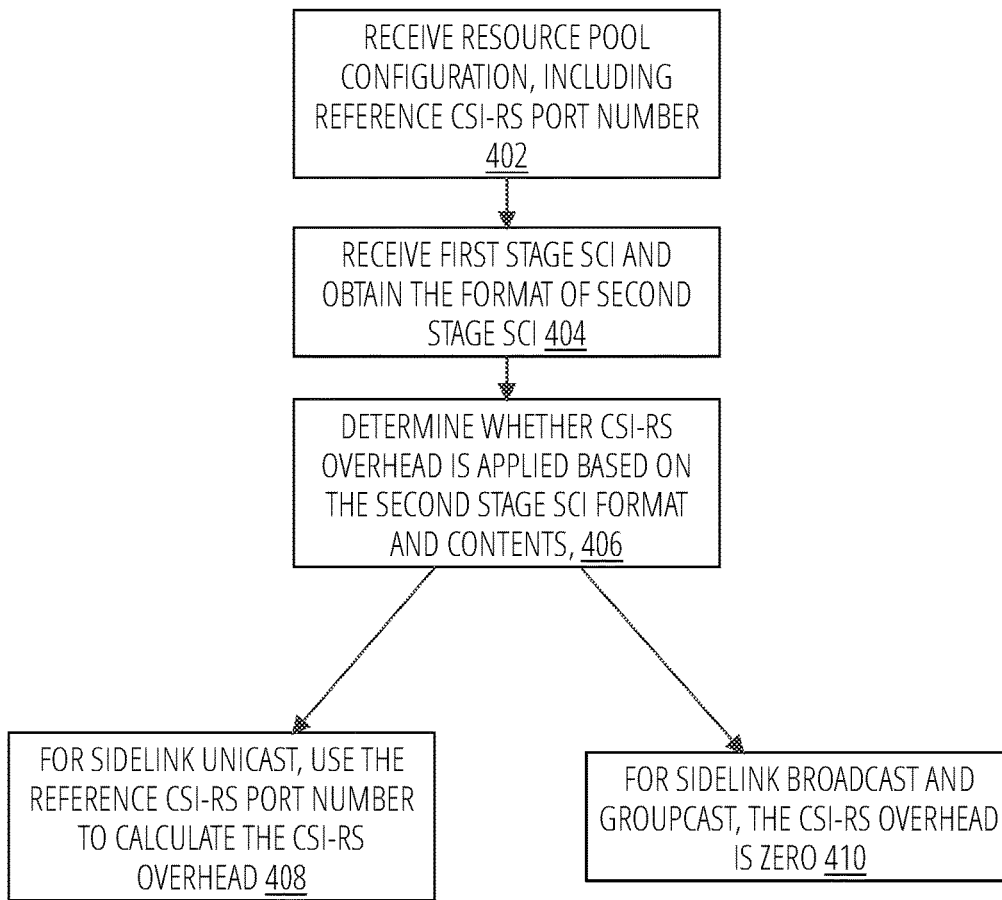 RECEIVE RESOURCE POOL
CONFIGURATION, INCLUDING
REFERENCE CSI-RS PORT NUMBER
402
RECEIVE FIRST STAGE SCI AND
OBTAIN THE FORMAT OF SECOND
STAGE SCI 404
DETERMINE WHETHER CSI-RS
OVERHEAD IS APPLIED BASED ON
THE SECOND STAGE SCI FORMAT
AND CONTENTS, 406
FOR SIDELINK UNICAST, USE THE
REFERENCE CSI-RS PORT NUMBER
TO CALCULATE THE CSI-RS
OVERHEAD 408
FOR SIDELINK BROADCAST AND
GROUPCAST, THE CSI-RS OVERHEAD
IS ZERO 410